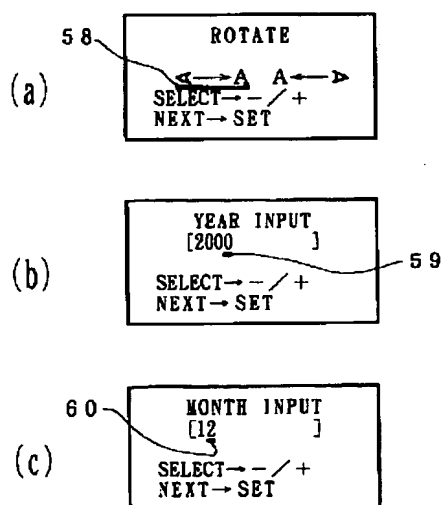 58
(a)
ROTATE
A→A A←A
SELECT→-/+
NEXT→SET
(b)
YEAR INPUT
[2000 ]
59
SELECT→-/+
NEXT→SET
60
(c)
MONTH INPUT
[12 ]
SELECT→-/+
NEXT→SET